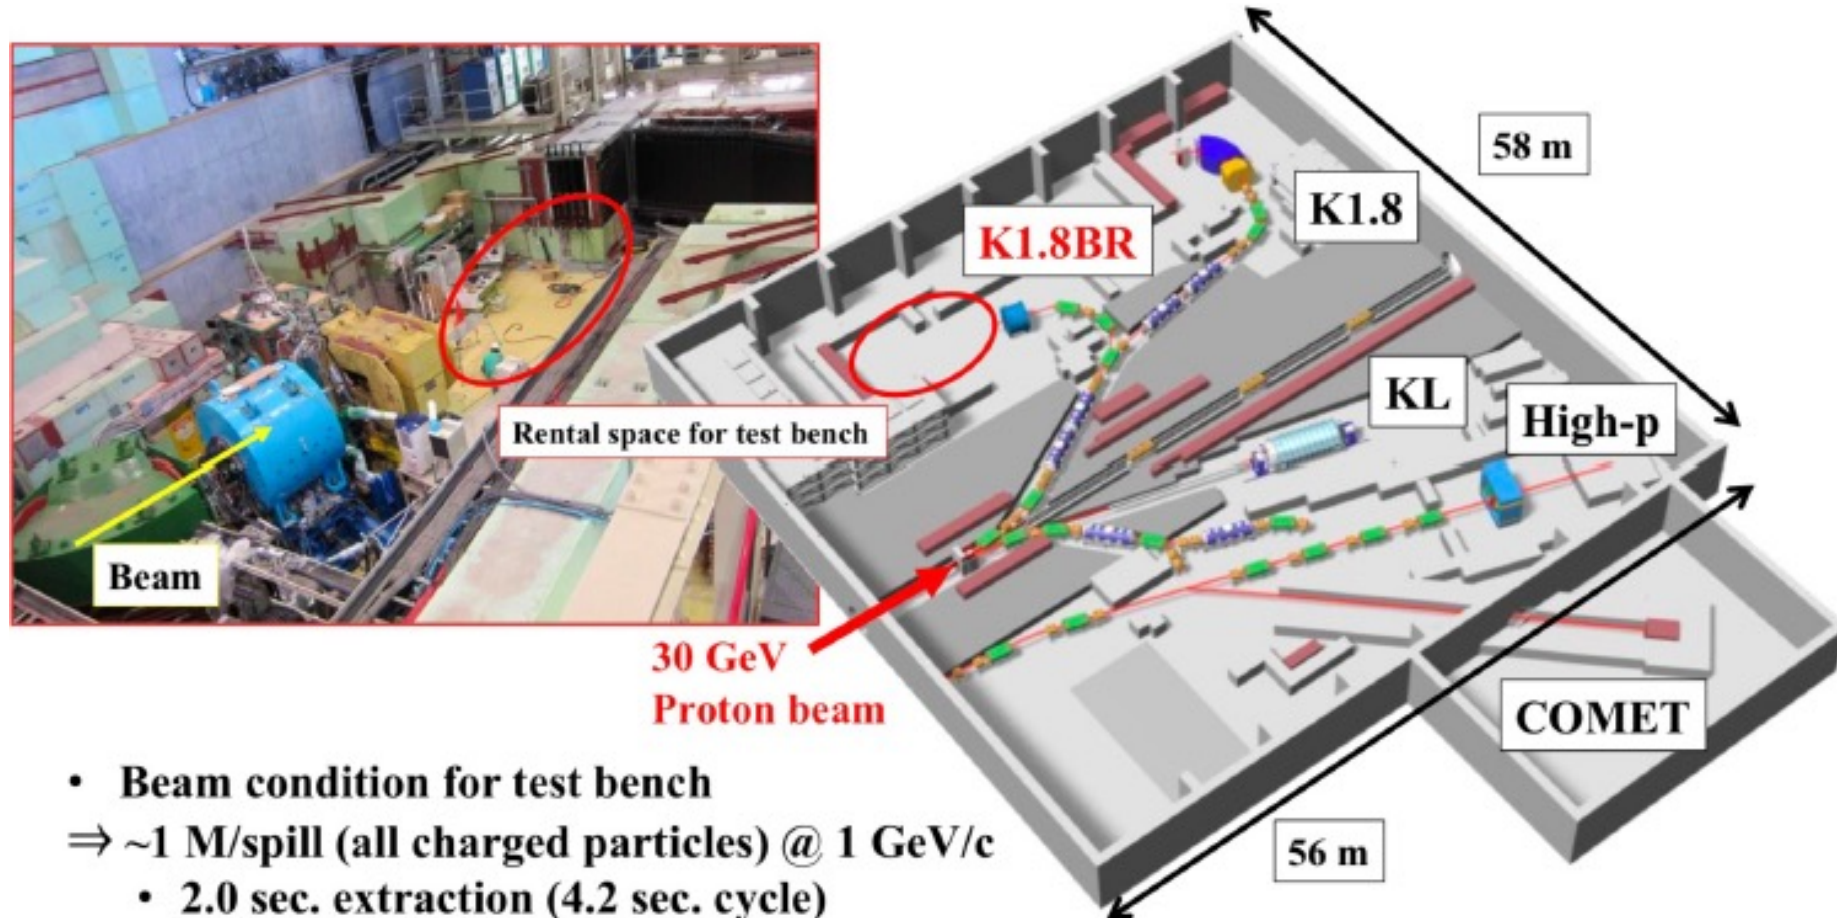 58 m
K1.8
K1.8BR
KL
High-p
Rental space for test bench
Beam
30 GeV
Proton beam
COMET
56 m
• Beam condition for test bench
⇒ ~1 M/spill (all charged particles) @ 1 GeV/c
• 2.0 sec. extraction (4.2 sec. cycle)